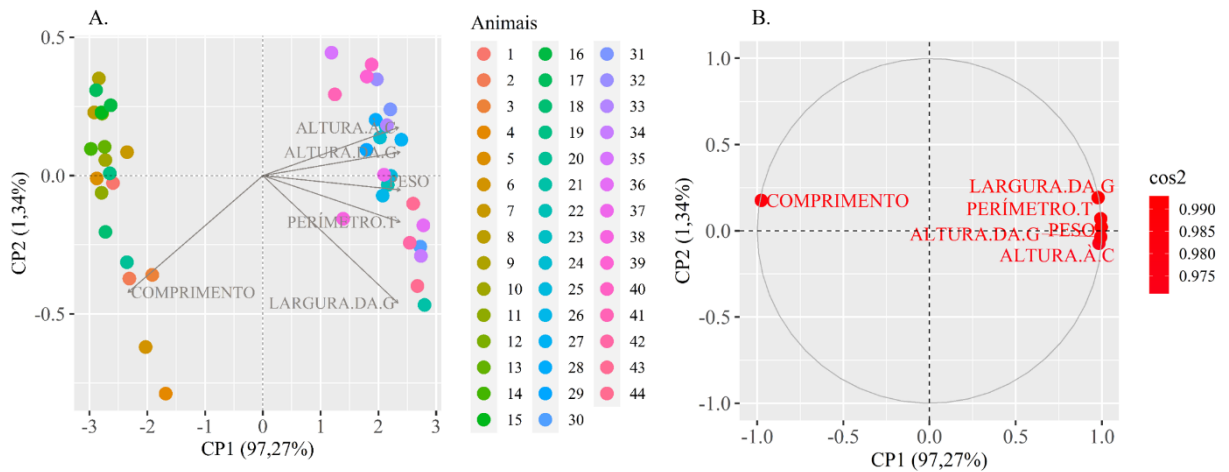 A.
CP2 (1,34%)
0.5
0.0
-0.5
ALTURA.A.C
ALTURA.DA.G
PESO
PERÍMETRO.T
LARGURA.DA.G
COMPRIMENTO
-3 -2 -1 0 1 2 3
CP1 (97,27%)
Animais
1 16 31
2 17 32
3 18 33
4 19 34
5 20 35
6 21 36
7 22 37
8 23 38
9 24 39
10 25 40
11 26 41
12 27 42
13 28 43
14 29 44
15 30
B.
CP2 (1,34%)
1.0
0.5
0.0
-0.5
-1.0
COMPRIMENTO
LARGURA.DA.G
PERÍMETRO.T
PESO
ALTURA.DA.G
ALTURA.A.C
-1.0 -0.5 0.0 0.5 1.0
CP1 (97,27%)
cos2
0.990
0.985
0.980
0.975